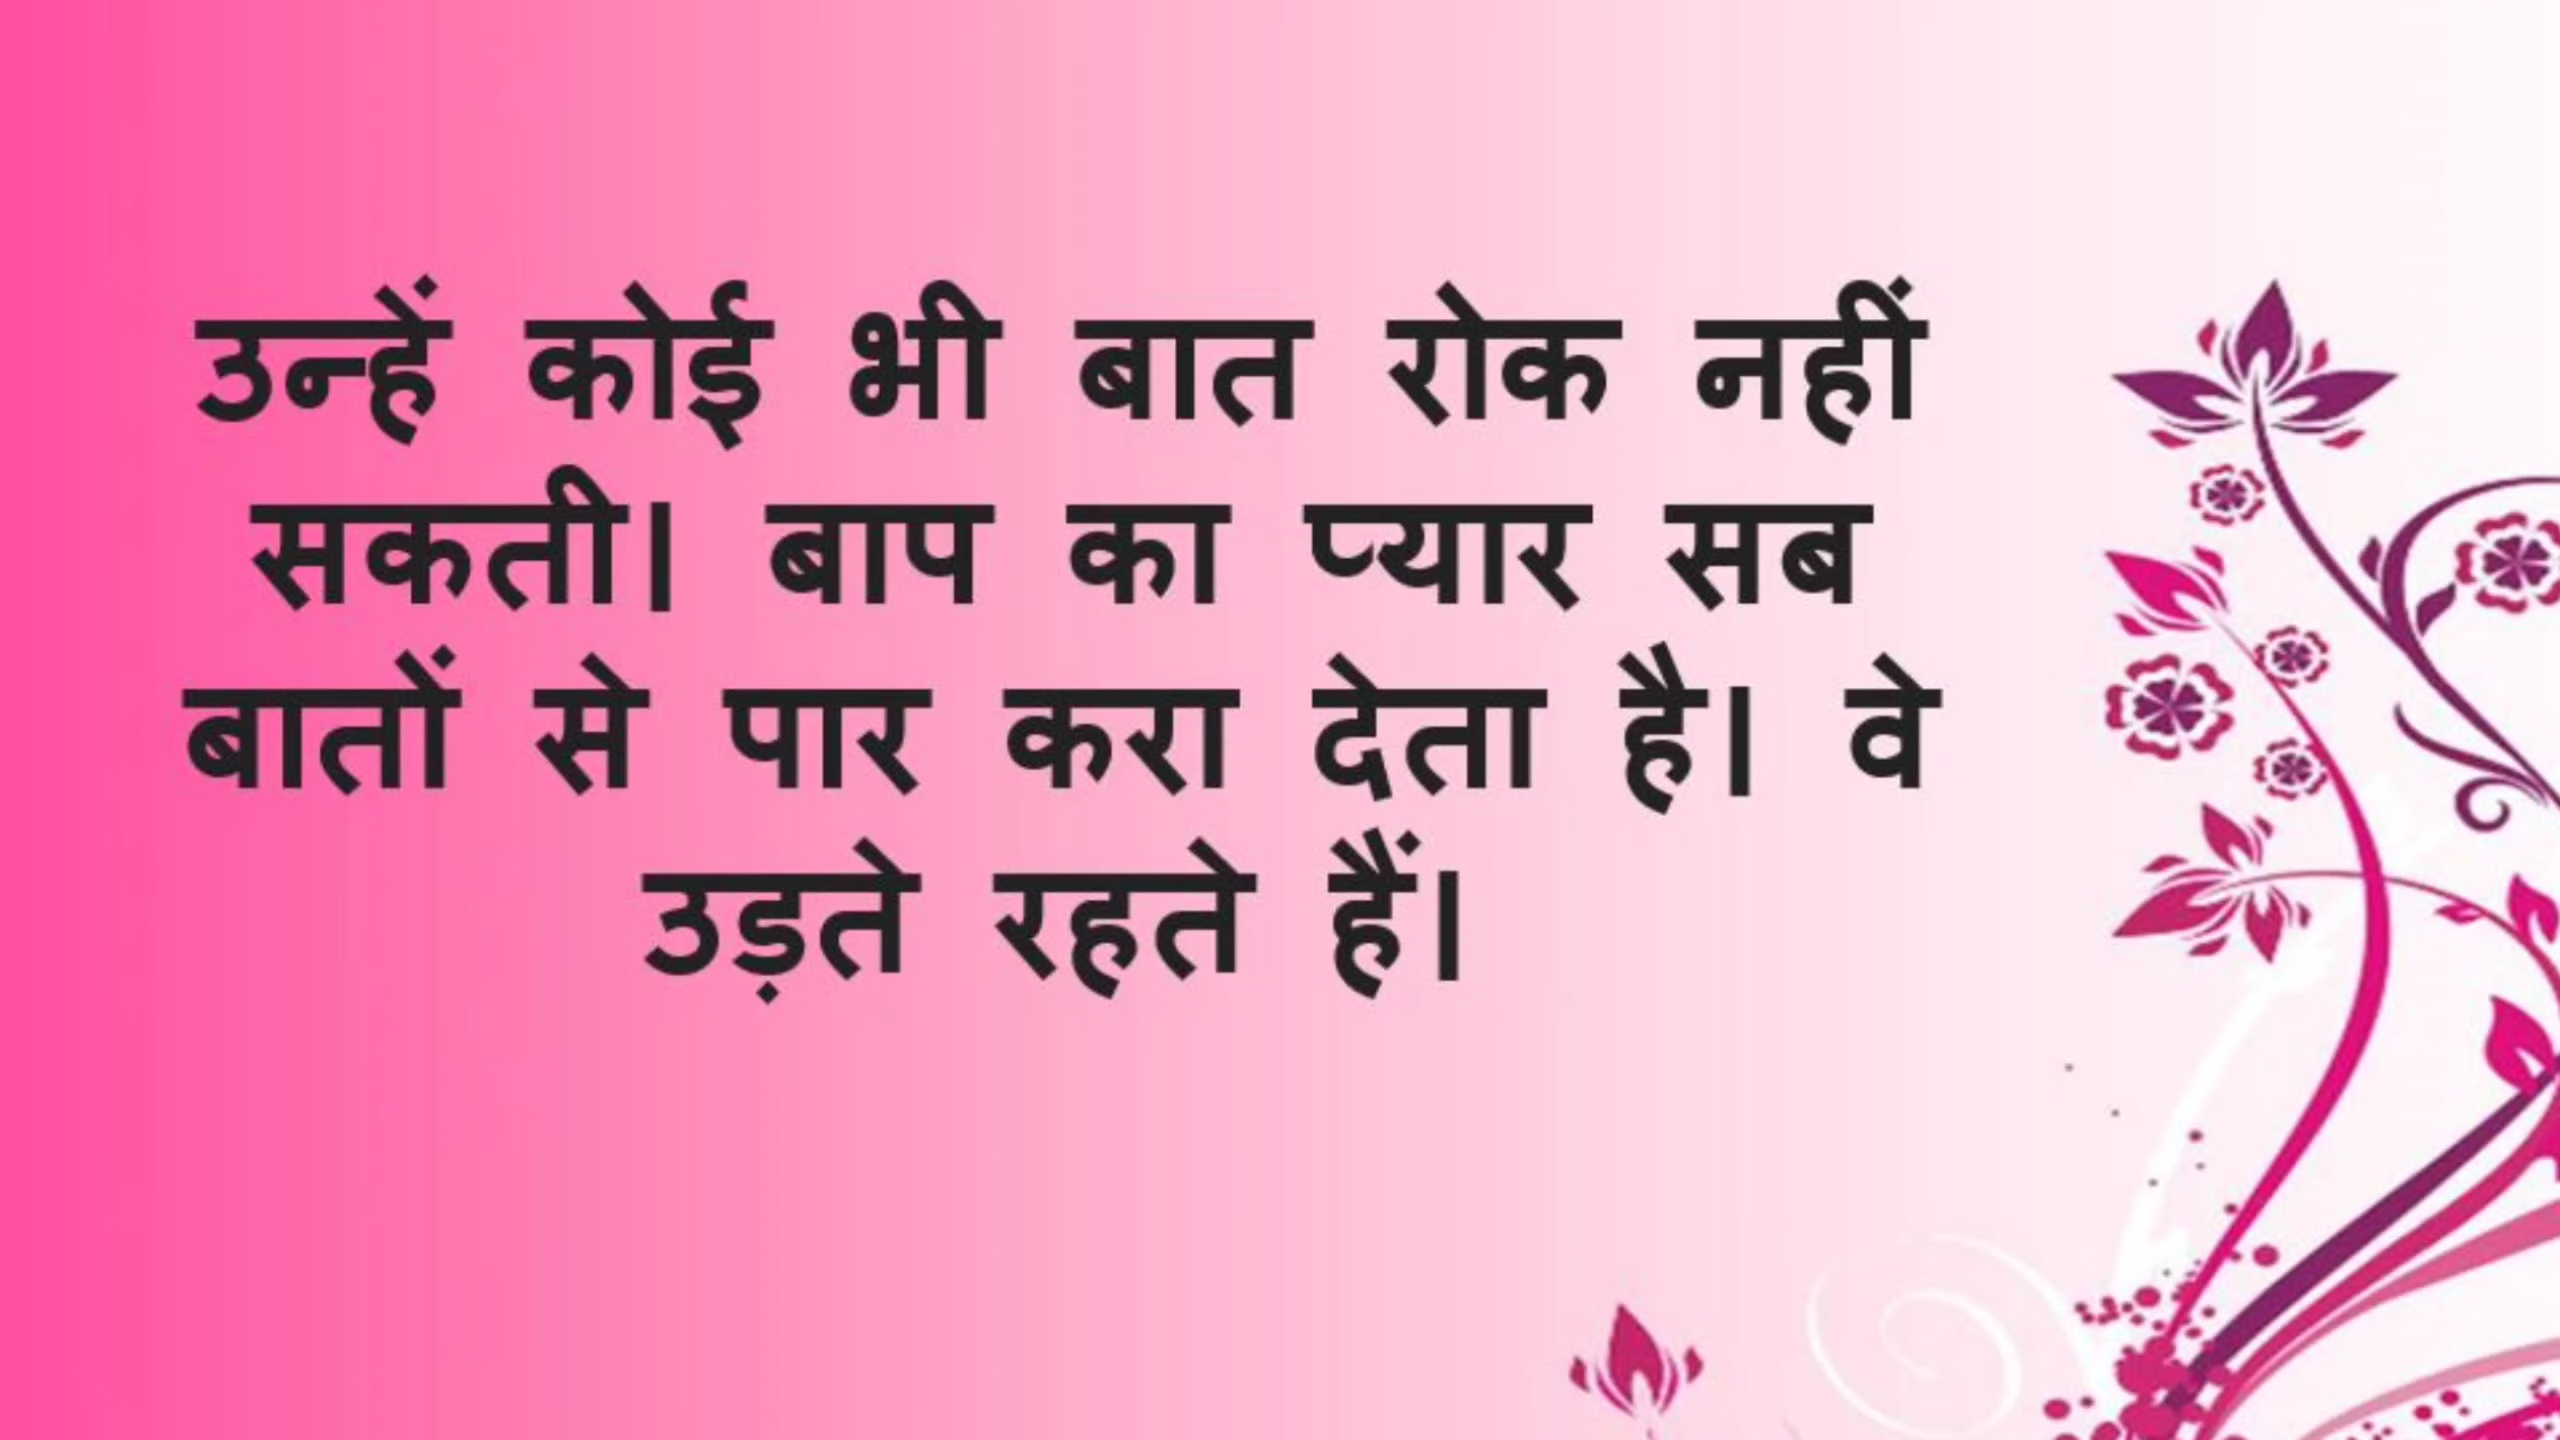 उन्हें कोई भी बात रोक नहीं
सकती। बाप का प्यार सब
बातों से पार करा देता है। वे
उड़ते रहते हैं।